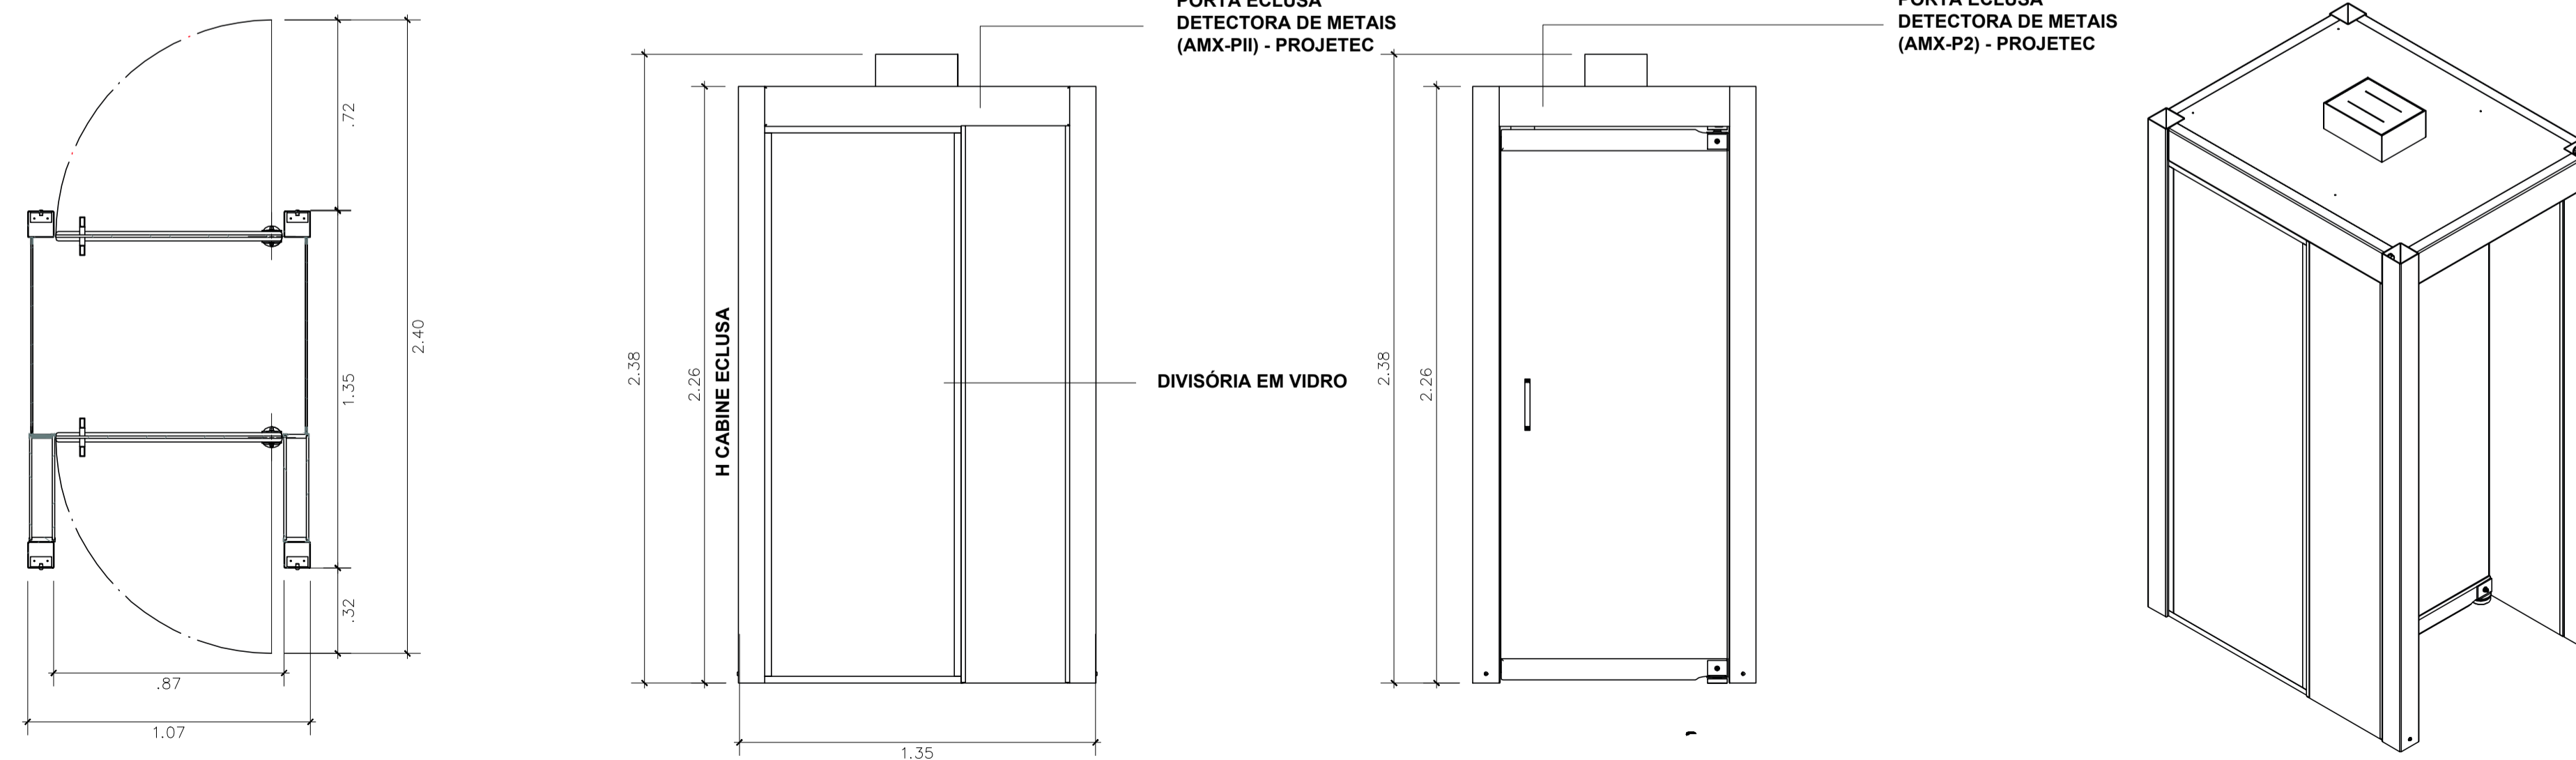 PORTA ECLUSA
DETECTORA DE METAIS
(AMX-PII) - PROJETEC
PORTA ECLUSA
DETECTORA DE METAIS
(AMX-P2) - PROJETEC
.72
1.35
2.40
.32
.87
1.07
2.38
2.26
H CABINE ECLUSA
DIVISÓRIA EM VIDRO
1.35
2.38
2.26